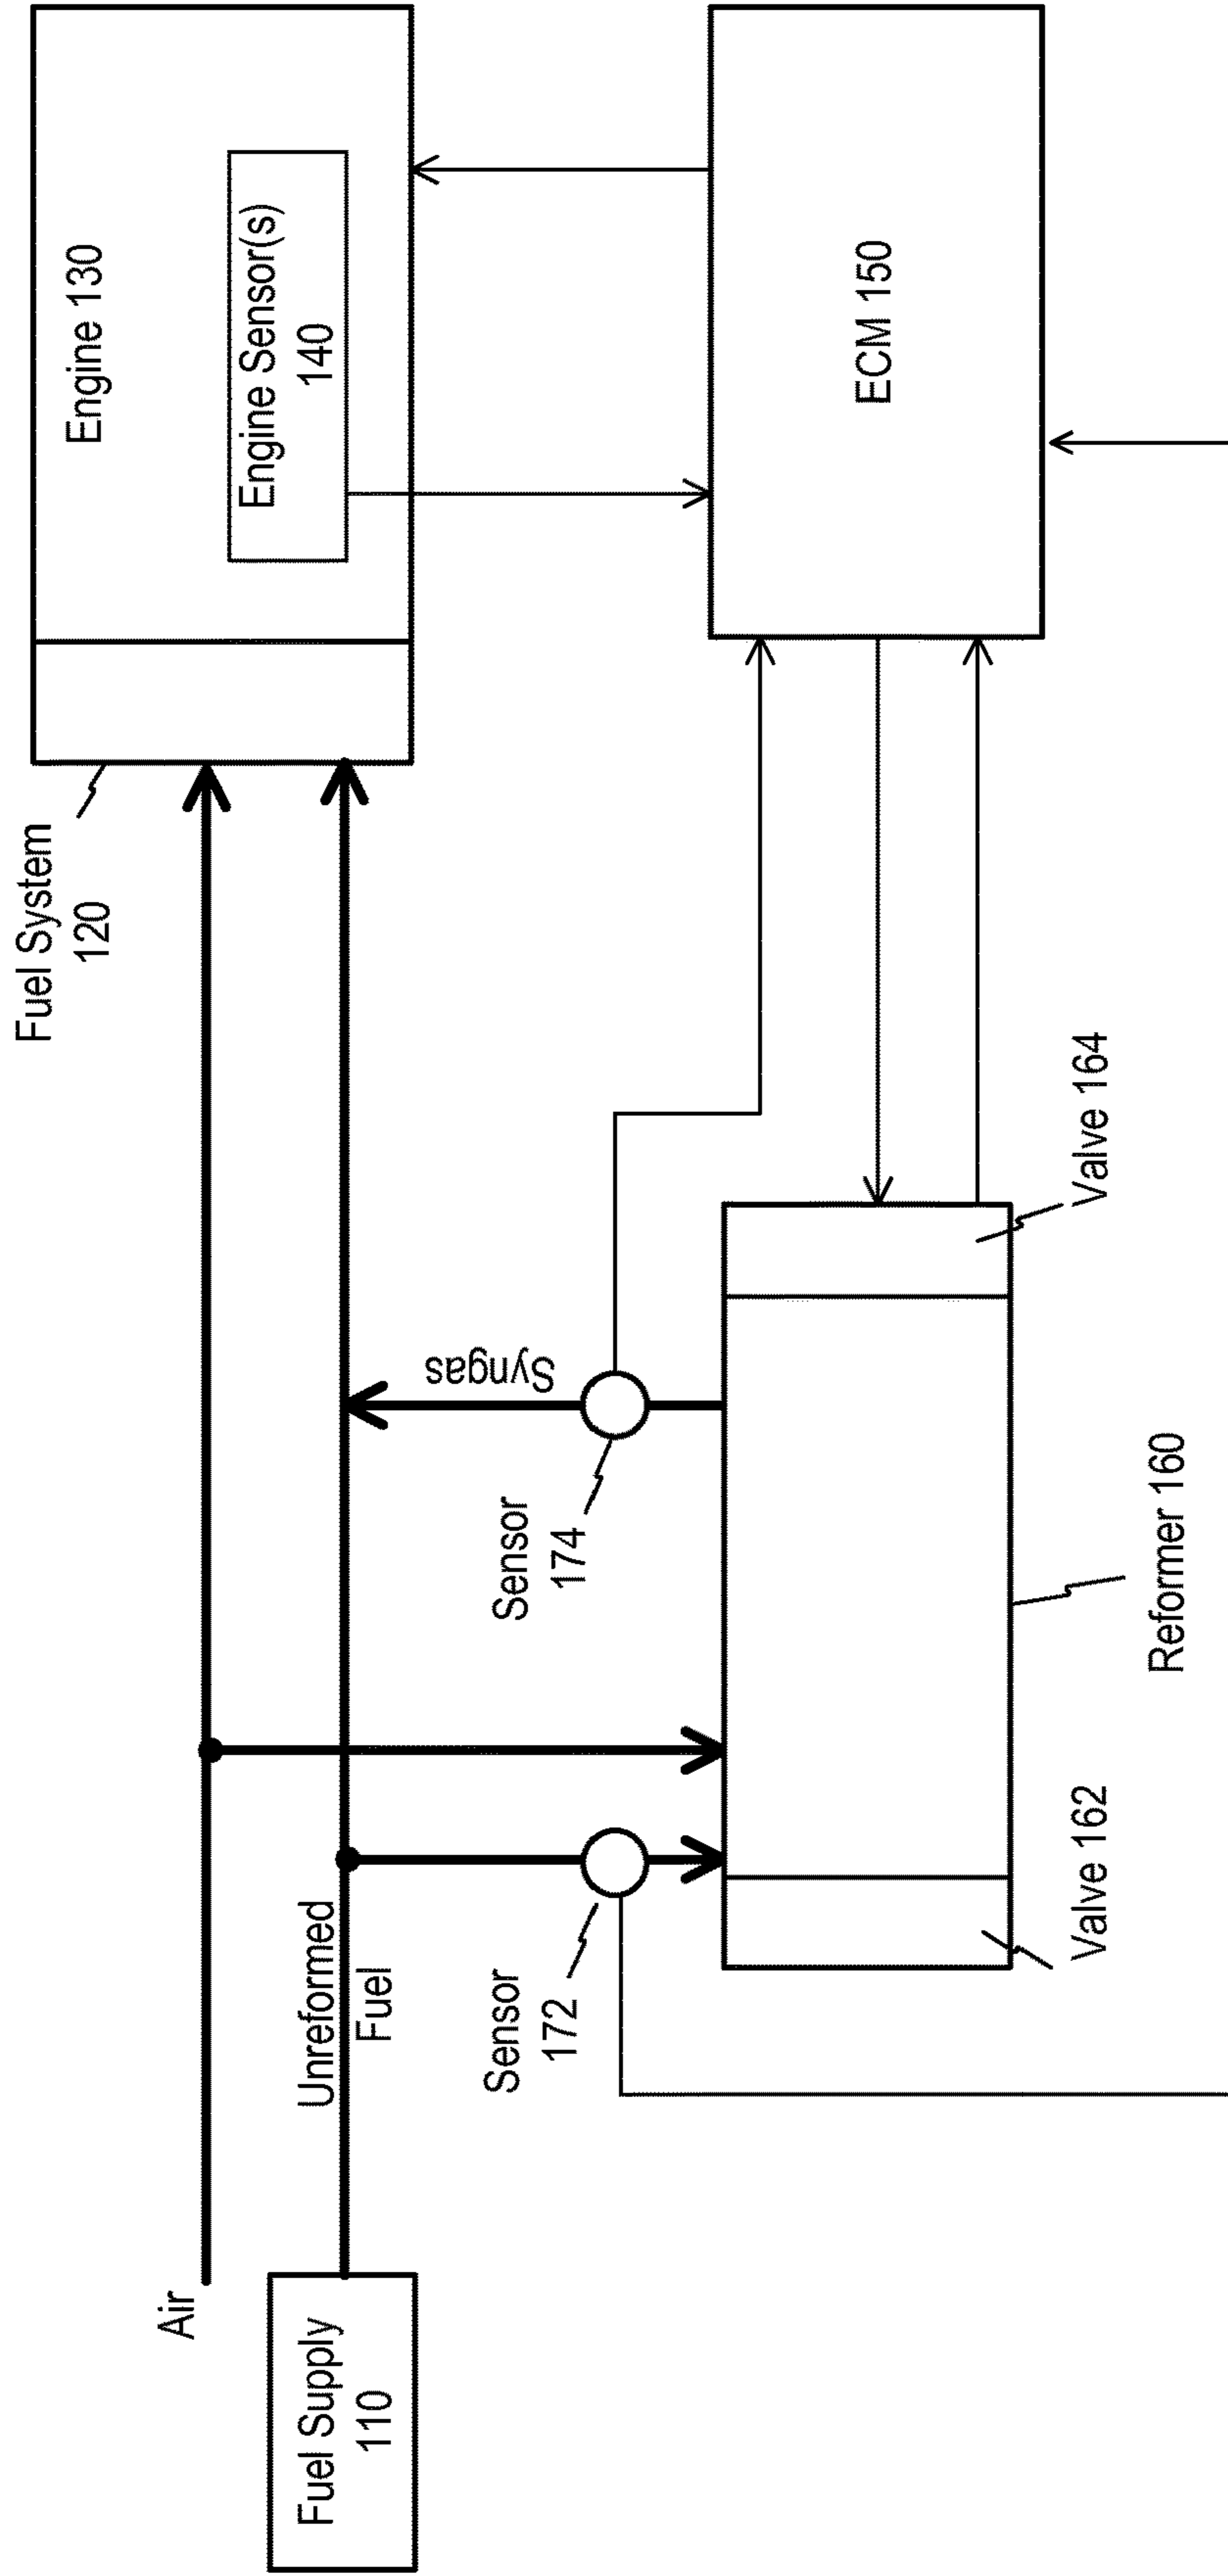 Air
Fuel Supply
110
Unreformed
Fuel
Fuel System
120
Engine 130
Engine Sensor(s)
140
Sensor
172
Sensor
174
Syngas
ECM 150
Valve 162
Valve 164
Reformer 160